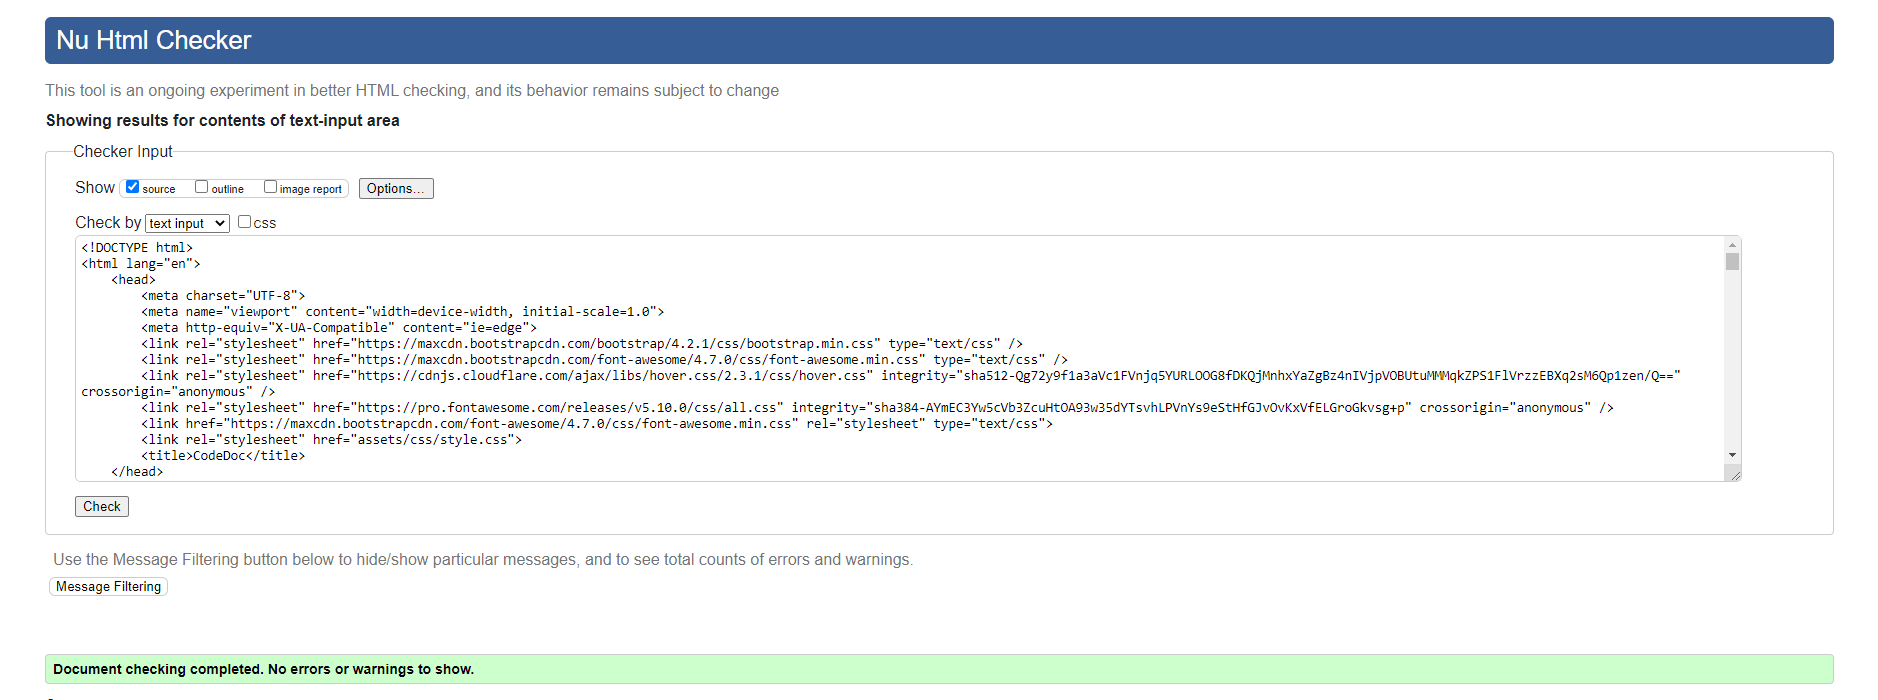 Nu Html Checker
This tool is an ongoing experiment in better HTML checking, and its behavior remains subject to change
Showing results for contents of text-input area
Checker Input
Show source outline image report Options...
Check by text input css
<!DOCTYPE html>
<html lang="en">
<head>
<meta charset="UTF-8">
<meta name="viewport" content="width=device-width, initial-scale=1.0">
<meta http-equiv="X-UA-Compatible" content="ie=edge">
<link rel="stylesheet" href="https://maxcdn.bootstrapcdn.com/bootstrap/4.2.1/css/bootstrap.min.css" type="text/css" />
<link rel="stylesheet" href="https://maxcdn.bootstrapcdn.com/font-awesome/4.7.0/css/font-awesome.min.css" type="text/css" />
<link rel="stylesheet" href="https://cdnjs.cloudflare.com/ajax/libs/hover.css/2.3.1/css/hover.css" integrity="sha512-Qg72y9f1a3aVc1FVnjq5YURLOOG8fDKQjMnhxYaZgBz4nIVjpVOBUtuMMMqkZPS1FlVrzzEBXq2sM6Qp1zen/Q=="
crossorigin="anonymous" />
<link rel="stylesheet" href="https://pro.fontawesome.com/releases/v5.10.0/css/all.css" integrity="sha384-AYmEC3Yw5cVb3ZcuHtOA93w35dYTsvhLPVnYs9eStHfGJvOvKxVfELGroGkvsg+p" crossorigin="anonymous" />
<link href="https://maxcdn.bootstrapcdn.com/font-awesome/4.7.0/css/font-awesome.min.css" rel="stylesheet" type="text/css">
<link rel="stylesheet" href="assets/css/style.css">
<title>CodeDoc</title>
</head>
Check
Use the Message Filtering button below to hide/show particular messages, and to see total counts of errors and warnings.
Message Filtering
Document checking completed. No errors or warnings to show.